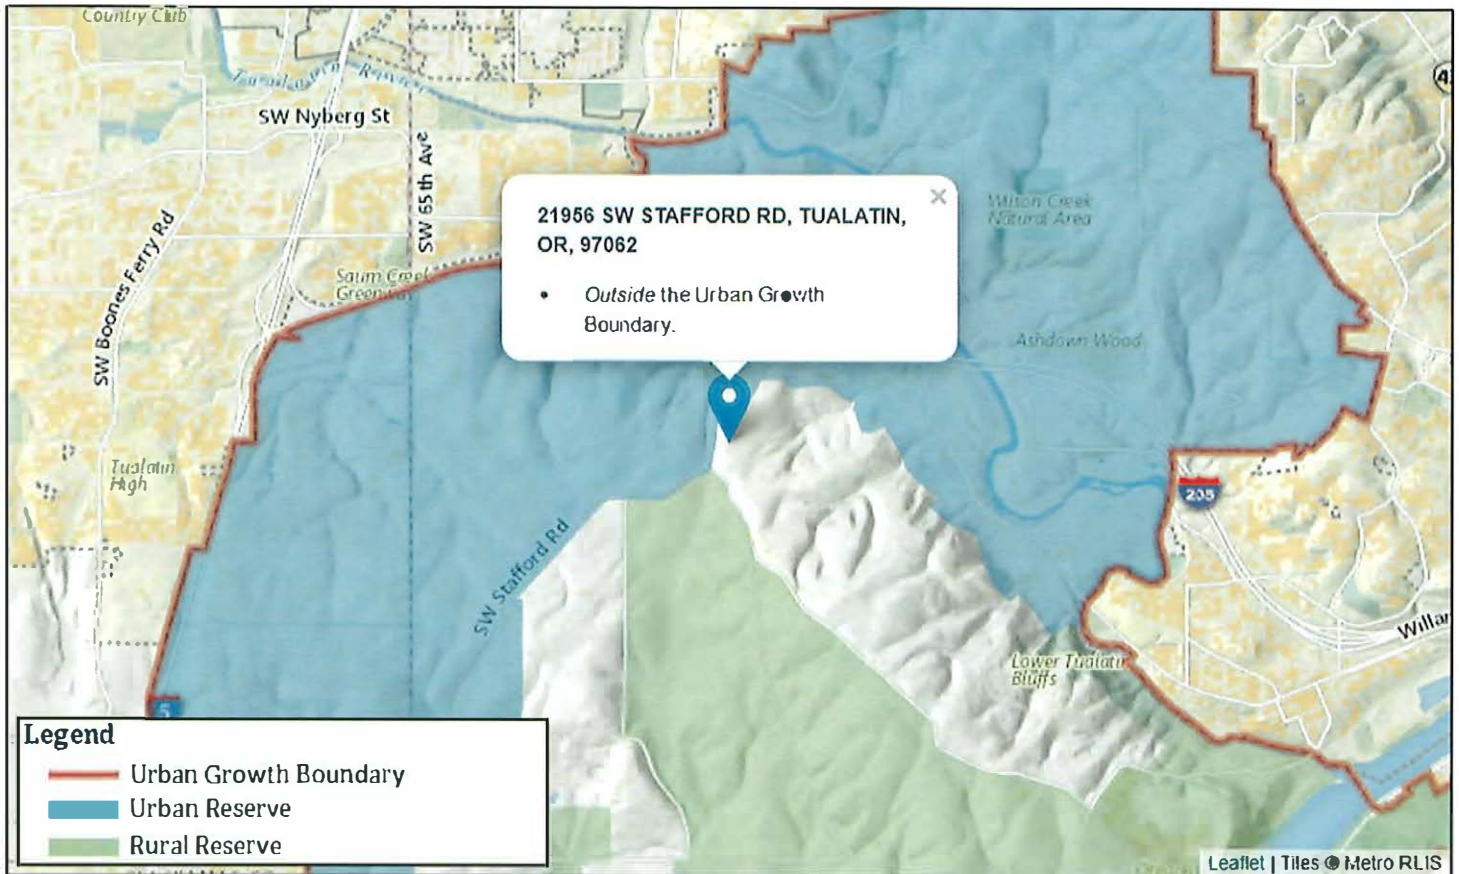 Country Club
SW Nyberg St
SW 65th Ave
SW Boones Ferry Rd
Saum Creek
Greenway
21956 SW STAFFORD RD, TUALATIN,
OR, 97062
×
• Outside the Urban Growth
Boundary.
Wilson Creek
Natural Area
Ashdown Wood
Tualatin
High
SW Stafford Rd
205
Lower Tualatin
Bluffs
5
Legend
Urban Growth Boundary
Urban Reserve
Rural Reserve
Leaflet | Tiles © Metro RLIS